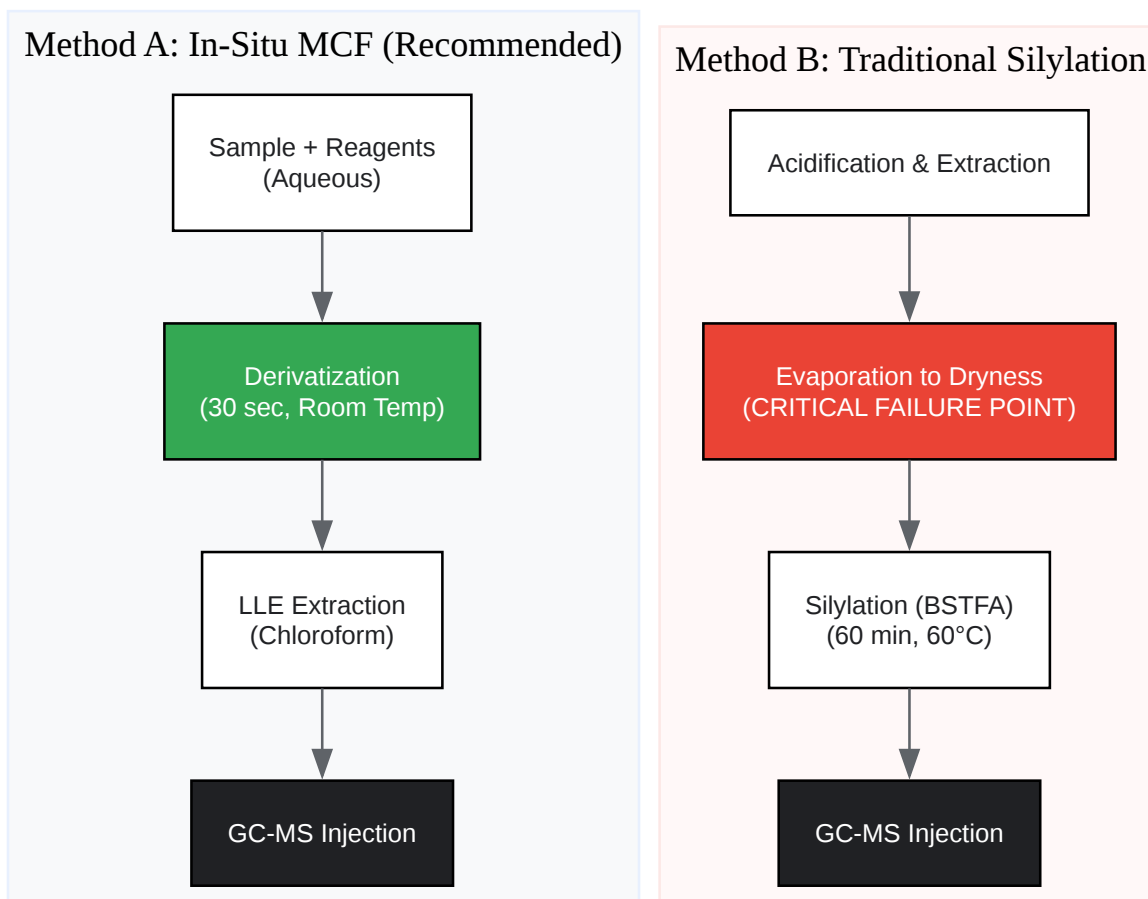 Method A: In-Situ MCF (Recommended)
Sample + Reagents
(Aqueous)
Derivatization
(30 sec, Room Temp)
LLE Extraction
(Chloroform)
GC-MS Injection
Method B: Traditional Silylation
Acidification & Extraction
Evaporation to Dryness
(CRITICAL FAILURE POINT)
Silylation (BSTFA)
(60 min, 60°C)
GC-MS Injection